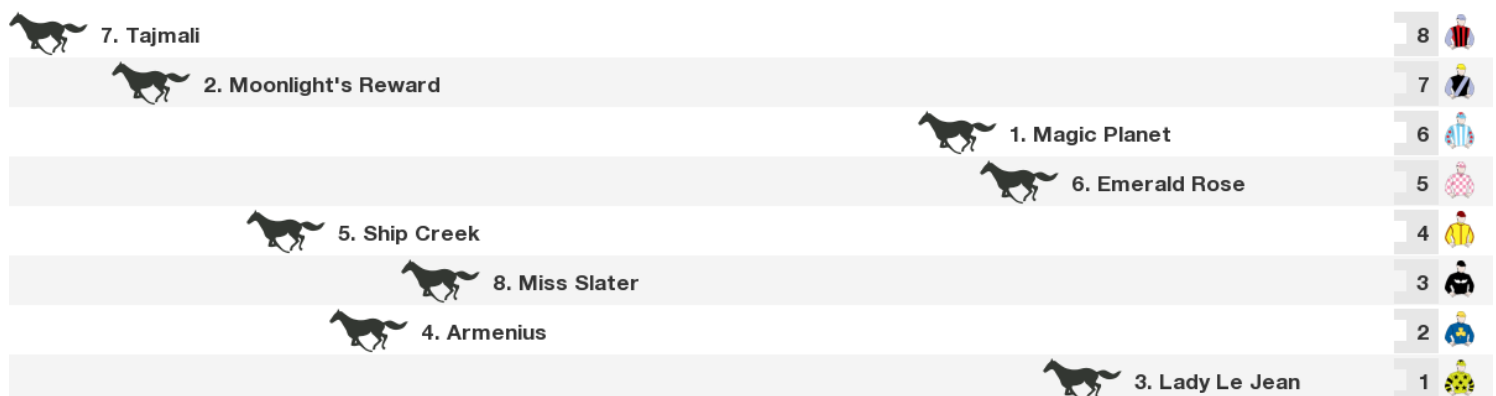 7. Tajmali 8
2. Moonlight's Reward 7
1. Magic Planet 6
6. Emerald Rose 5
5. Ship Creek 4
8. Miss Slater 3
4. Armenius 2
3. Lady Le Jean 1